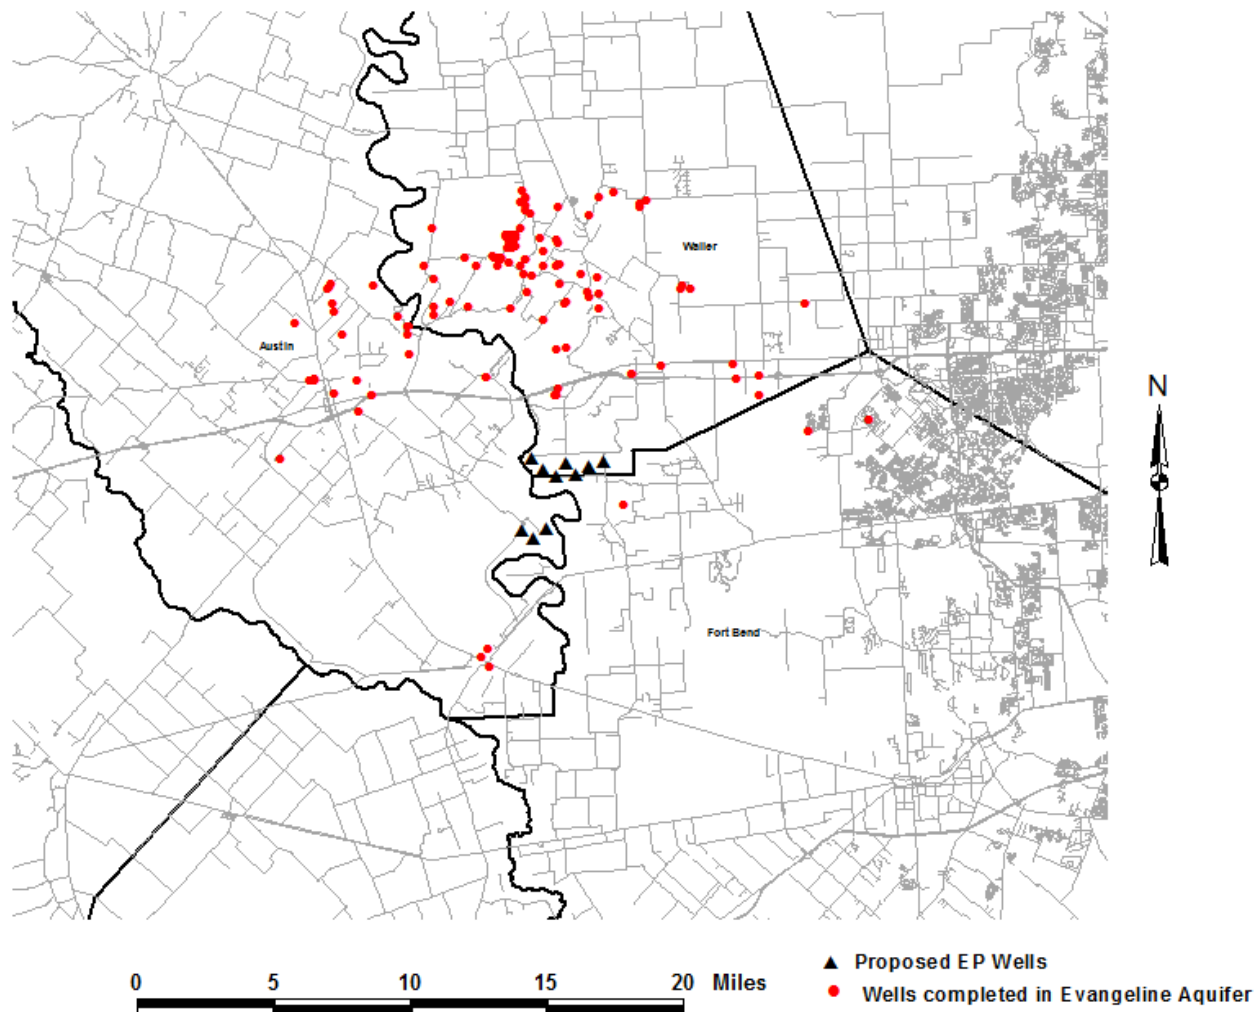 Waller
Austin
N
Fort Bend
0 5 10 15 20 Miles
Proposed EP Wells
Wells completed in Evangeline Aquifer